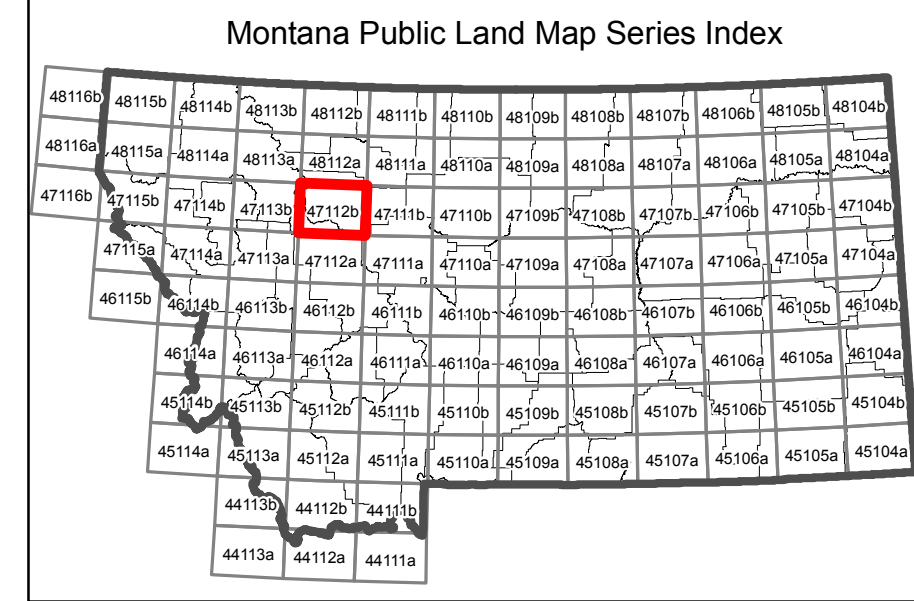 Montana Public Land Map Series Index
48116b 48115b 48114b 48113b 48112b 48111b 48110b 48109b 48108b 48107b 48106b 48105b 48104b
48116a 48115a 48114a 48113a 48112a 48111a 48110a 48109a 48108a 48107a 48106a 48105a 48104a
47116b 47115b 47114b 47113b 47112b 47111b 47110b 47109b 47108b 47107b 47106b 47105b 47104b
47115a 47114a 47113a 47112a 47111a 47110a 47109a 47108a 47107a 47106a 47105a 47104a
46115b 46114b 46113b 46112b 46111b 46110b 46109b 46108b 46107b 46106b 46105b 46104b
46114a 46113a 46112a 46111a 46110a 46109a 46108a 46107a 46106a 46105a 46104a
45114b 45113b 45112b 45111b 45110b 45109b 45108b 45107b 45106b 45105b 45104b
45114a 45113a 45112a 45111a 45110a 45109a 45108a 45107a 45106a 45105a 45104a
44113b 44112b 44111b
44113a 44112a 44111a